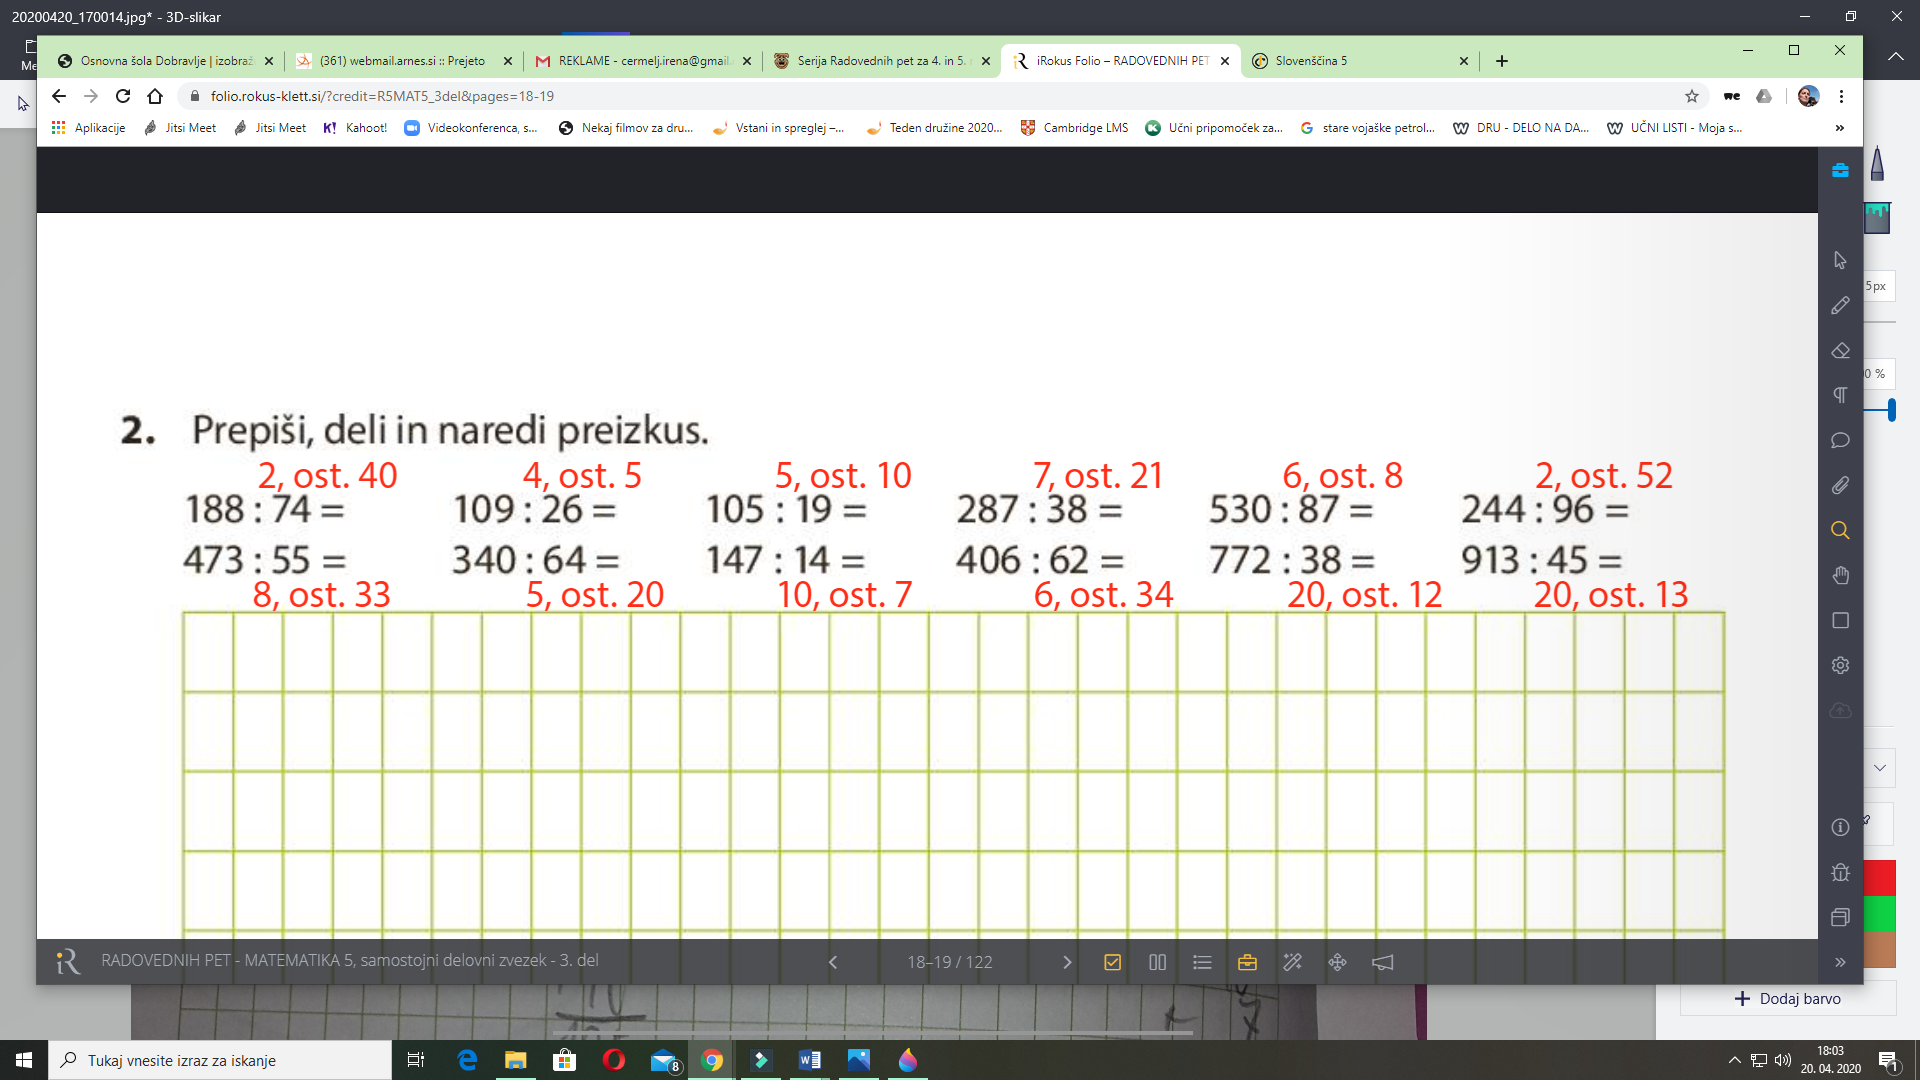 20200420_170014.jpg* - 3D-slikar
Osnovna šola Dobravlje | izobraž
(361) webmail.arnes.si :: Prejeto
REKLAME - cermelj.irena@gmail.
Serija Radovednih pet za 4. in 5.
iRokus Folio – RADOVEDNIH PET
Slovenščina 5
folio.rokus-klett.si/?credit=R5MAT5_3del&pages=18-19
Aplikacije
Jitsi Meet
Jitsi Meet
Kahoot!
Videokonferenca, s...
Nekaj filmov za dru...
Vstani in spreglej –...
Teden družine 2020...
Cambridge LMS
Učni pripomoček za...
stare vojaške petrol...
DRU - DELO NA DA...
UČNI LISTI - Moja s...
5px
2. Prepiši, deli in naredi preizkus.
2, ost. 40 4, ost. 5 5, ost. 10 7, ost. 21 6, ost. 8 2, ost. 52
188 : 74 = 109 : 26 = 105 : 19 = 287 : 38 = 530 : 87 = 244 : 96 =
473 : 55 = 340 : 64 = 147 : 14 = 406 : 62 = 772 : 38 = 913 : 45 =
8, ost. 33 5, ost. 20 10, ost. 7 6, ost. 34 20, ost. 12 20, ost. 13
iR RADOVEDNIH PET - MATEMATIKA 5, samostojni delovni zvezek - 3. del
18–19 / 122
Dodaj barvo
Tukaj vnesite izraz za iskanje
8
18:03
20. 04. 2020
1